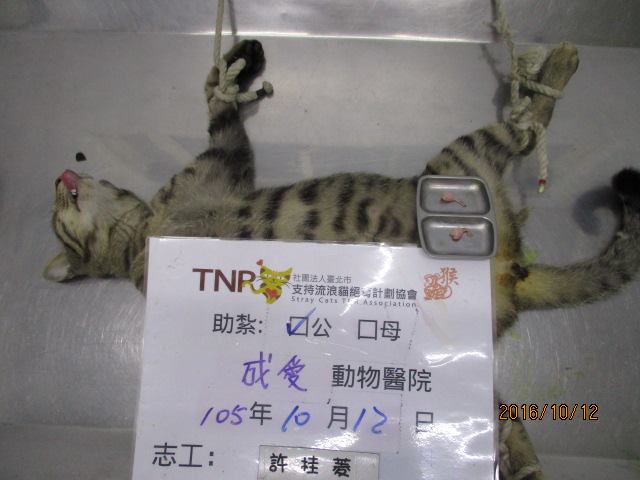 TNR 社團法人臺北市
支持流浪貓絕育計劃協會
Stray Cats TNR Association
猴
助紮: ☑公 □母
成愛 動物醫院
105年 10 月 12 日
志工: 許桂菱
2016/10/12